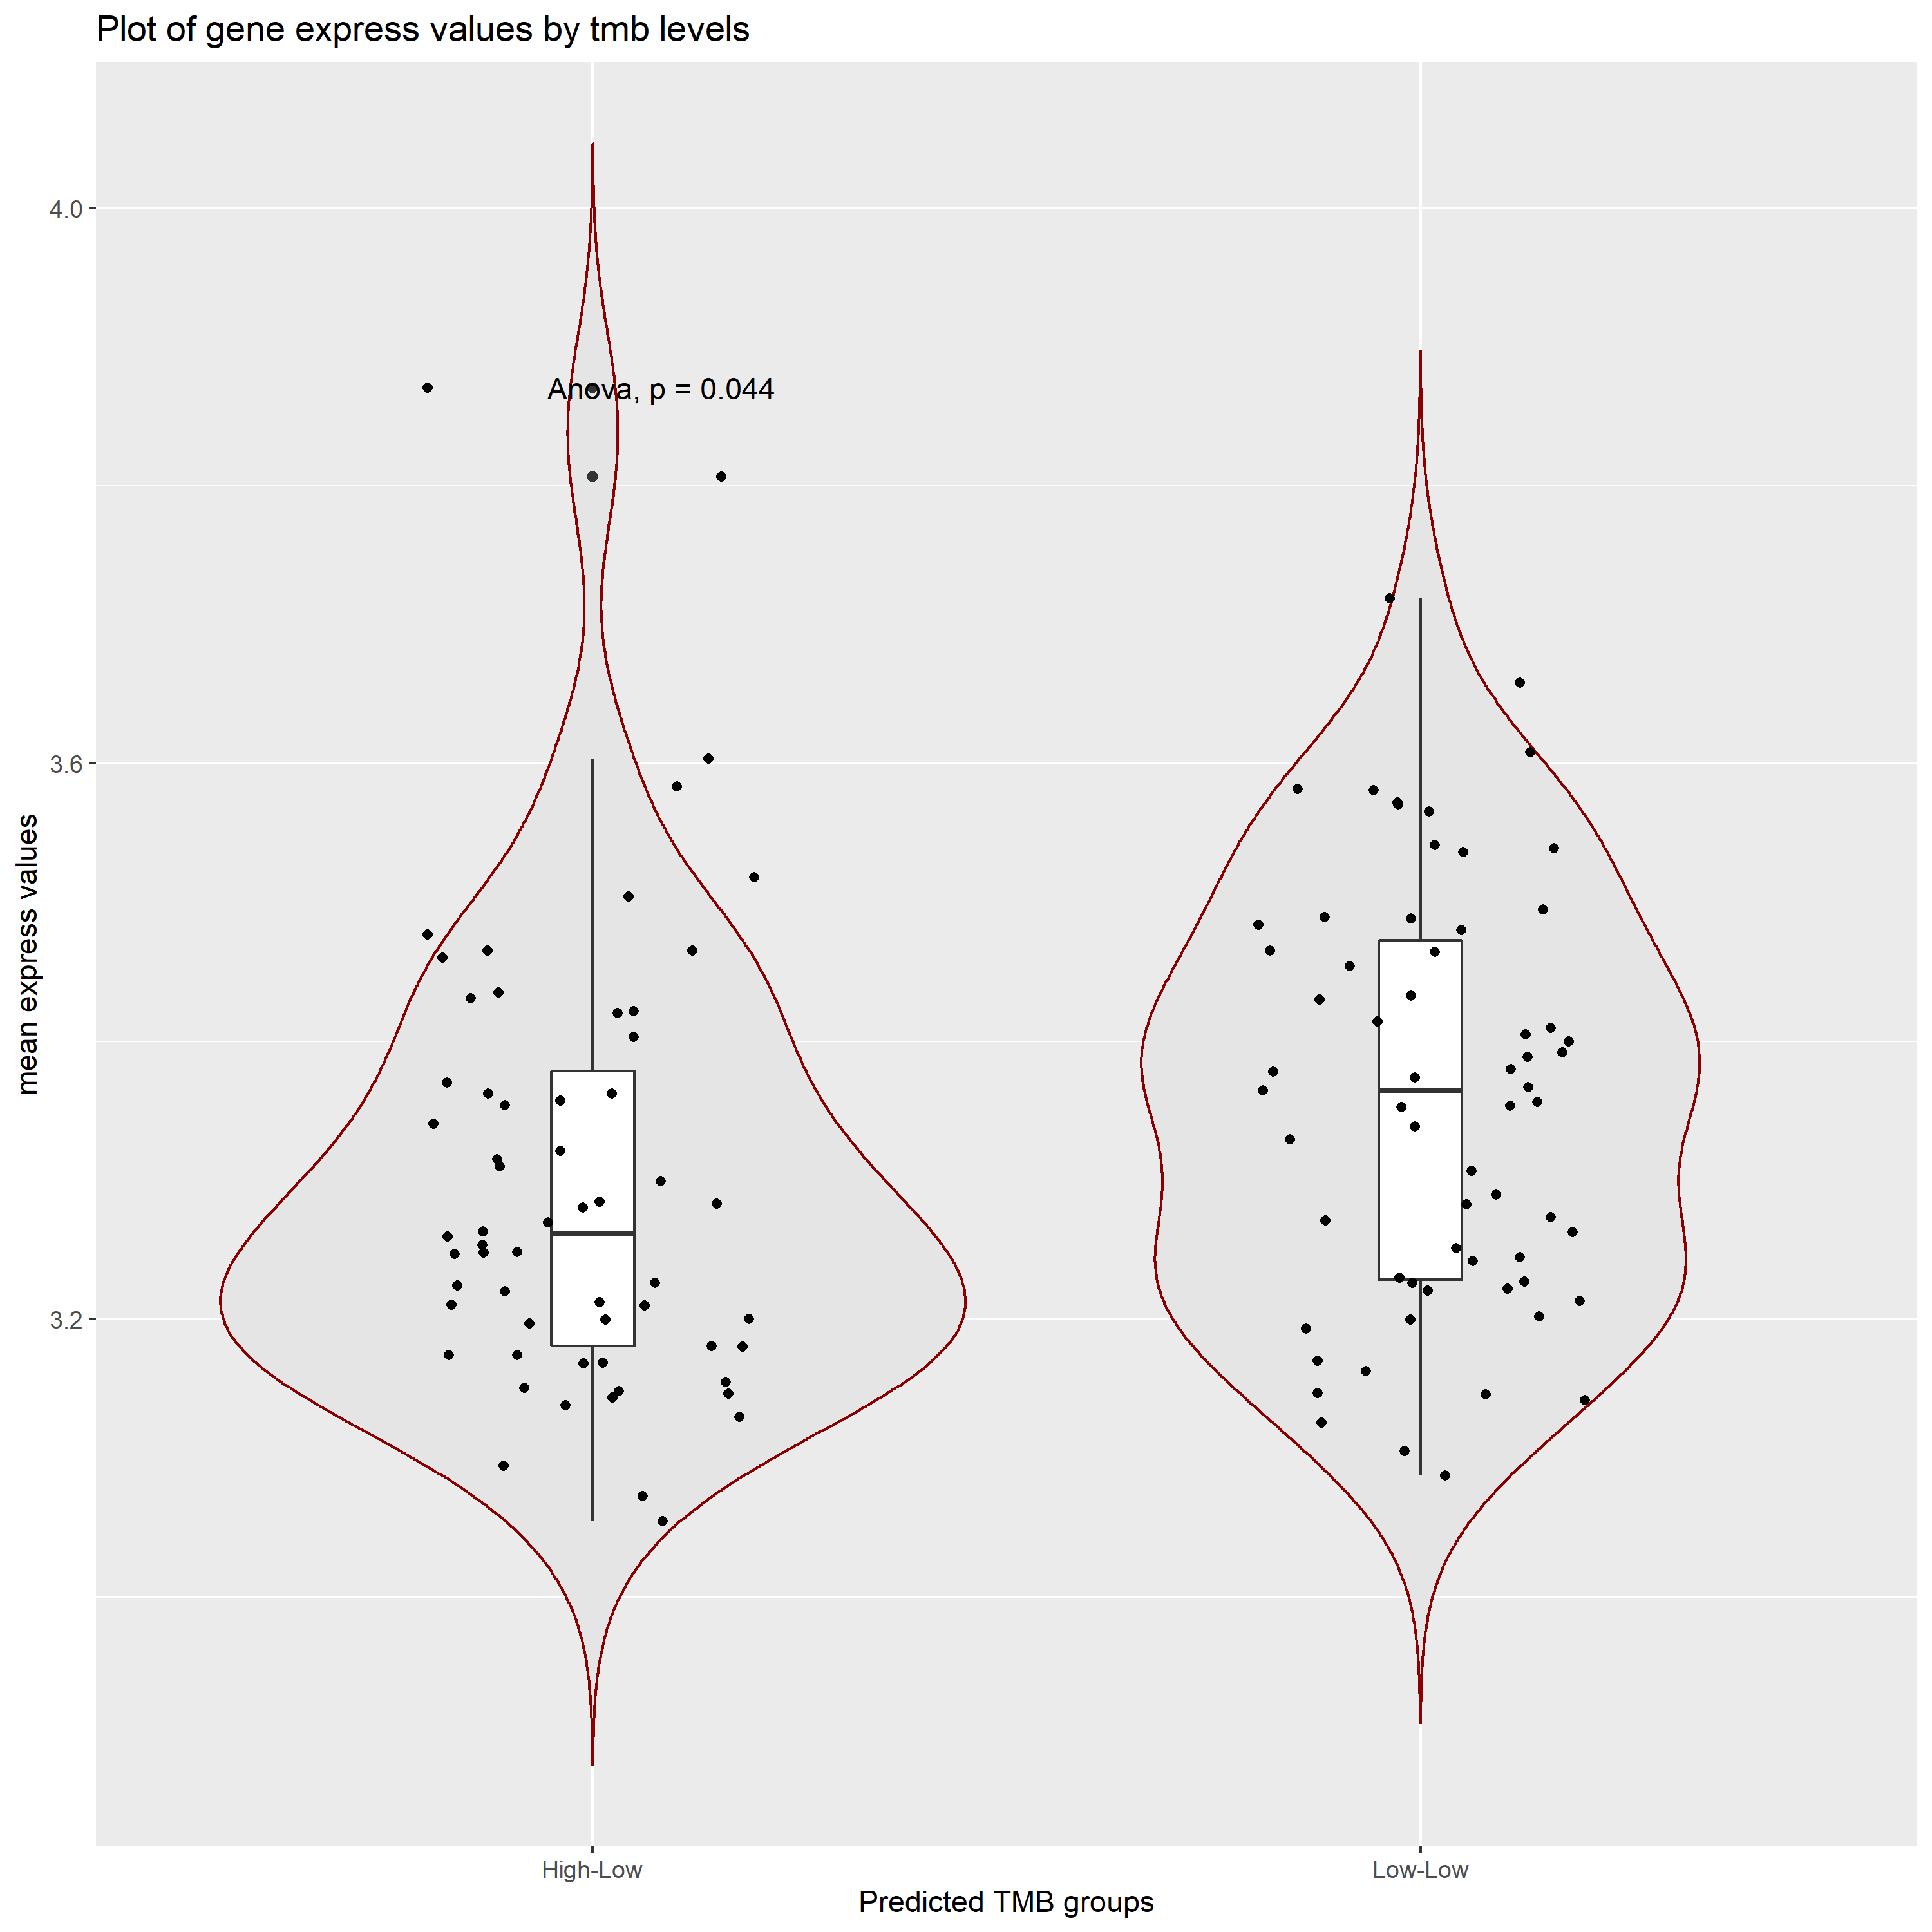 Plot of gene express values by tmb levels
4.0
Anova, p = 0.044
3.6
mean express values
3.2
High-Low
Low-Low
Predicted TMB groups